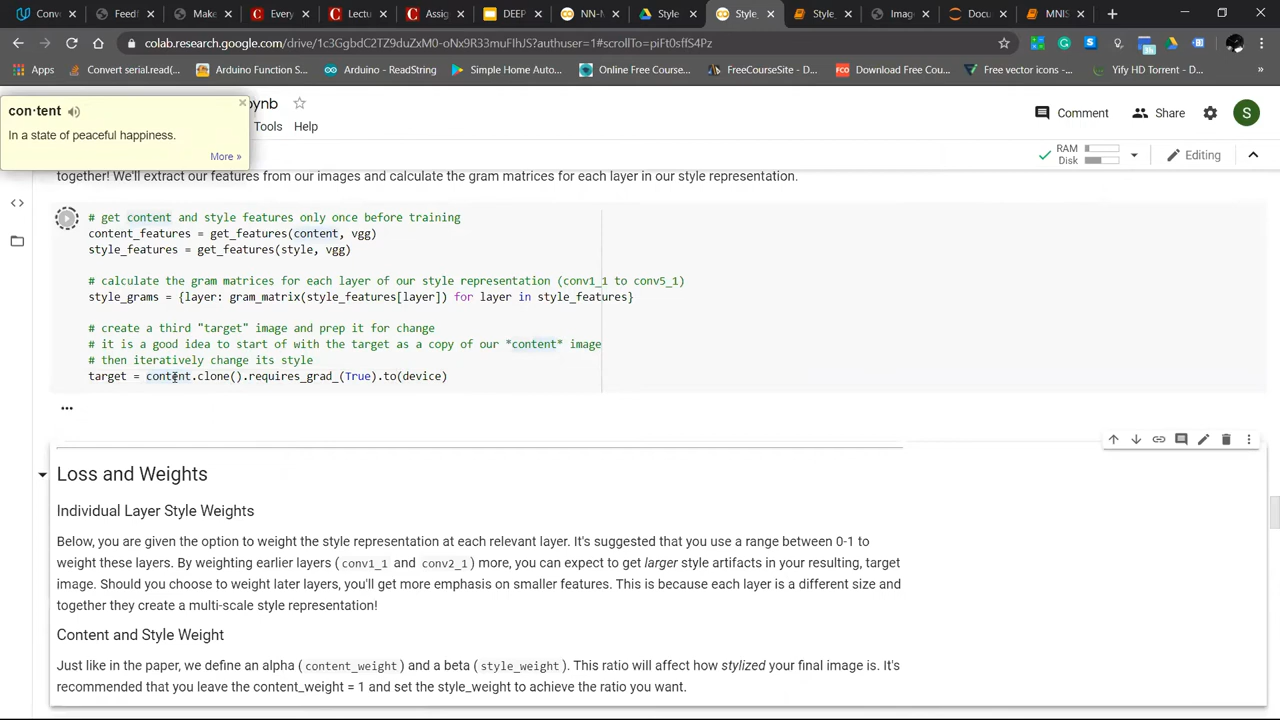 Conv
Feedf
Make
Every
Lectu
Assig
DEEP
NN-M
Style
Style_
Style_
Imag
Docu
MNIS
colab.research.google.com/drive/1c3GgbdC2TZ9duZxM0-oNx9R33muFlhJS?authuser=1#scrollTo=piFt0sffS4Pz
Apps
Convert serial.read(...
Arduino Function S...
Arduino - ReadString
Simple Home Auto...
Online Free Course...
FreeCourseSite - D...
Download Free Cour...
Free vector icons -...
Yify HD Torrent - D...
con·tent
In a state of peaceful happiness.
More »
ynb
Tools Help
Comment
Share
S
RAM
Disk
Editing
together! We'll extract our features from our images and calculate the gram matrices for each layer in our style representation.
# get content and style features only once before training
content_features = get_features(content, vgg)
style_features = get_features(style, vgg)
# calculate the gram matrices for each layer of our style representation (conv1_1 to conv5_1)
style_grams = {layer: gram_matrix(style_features[layer]) for layer in style_features}
# create a third "target" image and prep it for change
# it is a good idea to start of with the target as a copy of our *content* image
# then iteratively change its style
target = content.clone().requires_grad_(True).to(device)
...
Loss and Weights
Individual Layer Style Weights
Below, you are given the option to weight the style representation at each relevant layer. It's suggested that you use a range between 0-1 to
weight these layers. By weighting earlier layers ( conv1_1 and conv2_1 ) more, you can expect to get larger style artifacts in your resulting, target
image. Should you choose to weight later layers, you'll get more emphasis on smaller features. This is because each layer is a different size and
together they create a multi-scale style representation!
Content and Style Weight
Just like in the paper, we define an alpha ( content_weight ) and a beta ( style_weight ). This ratio will affect how stylized your final image is. It's
recommended that you leave the content_weight = 1 and set the style_weight to achieve the ratio you want.